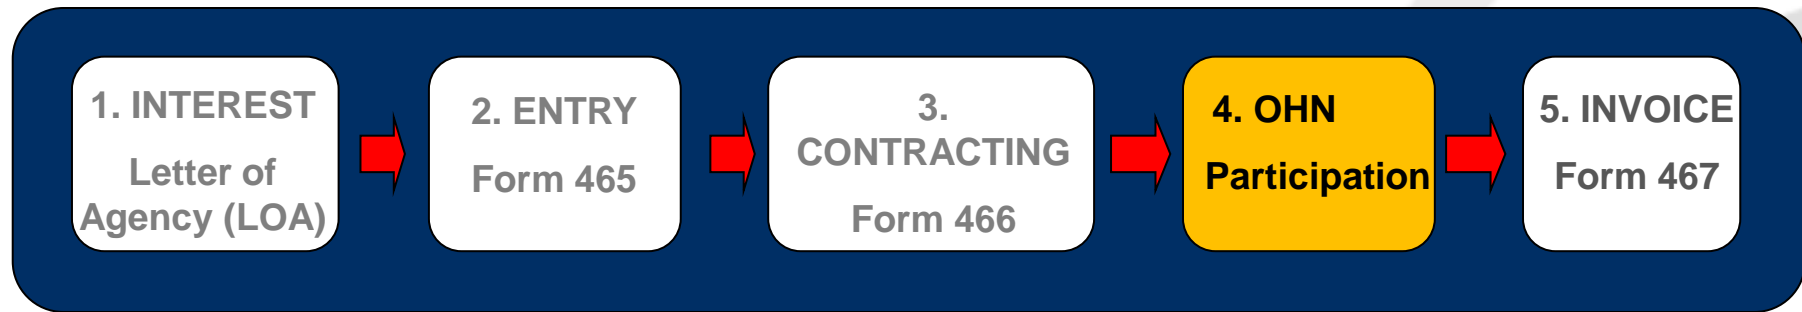 1. INTEREST
Letter of
Agency (LOA)
2. ENTRY
Form 465
3.
CONTRACTING
Form 466
4. OHN
Participation
5. INVOICE
Form 467